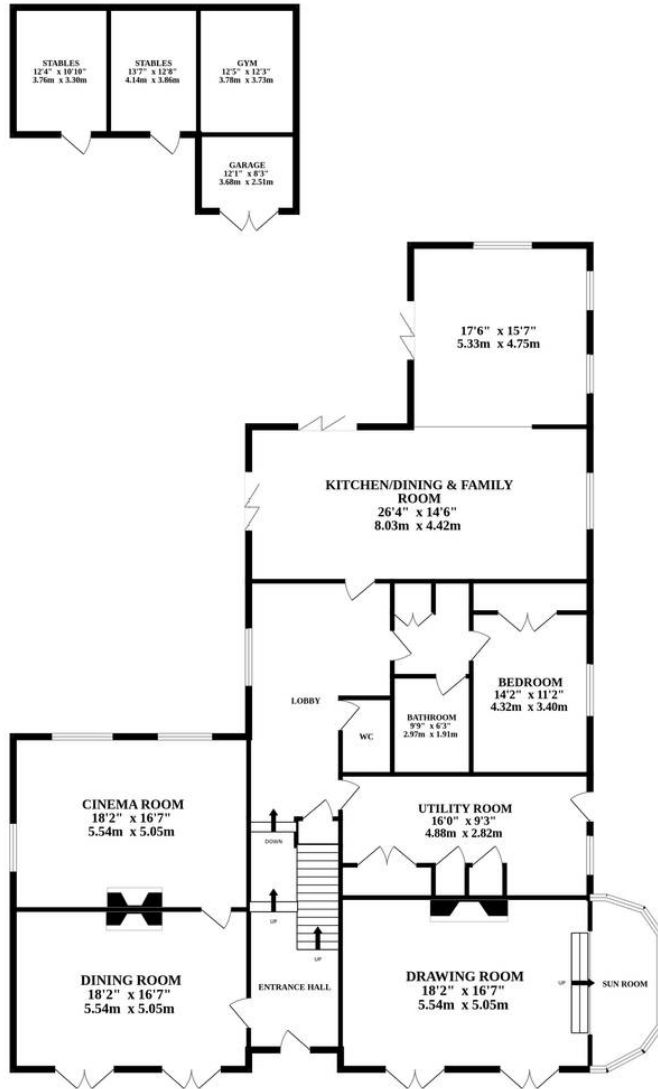 STABLES
12'4" x 10'10"
3.76m x 3.30m
STABLES
13'7" x 12'8"
4.14m x 3.86m
GYM
12'5" x 12'3"
3.78m x 3.73m
GARAGE
12'1" x 8'3"
3.68m x 2.51m
17'6" x 15'7"
5.33m x 4.75m
KITCHEN/DINING & FAMILY
ROOM
26'4" x 14'6"
8.03m x 4.42m
BEDROOM
14'2" x 11'2"
4.32m x 3.40m
LOBBY
BATHROOM
9'9" x 6'3"
2.97m x 1.91m
WC
CINEMA ROOM
18'2" x 16'7"
5.54m x 5.05m
UTILITY ROOM
16'0" x 9'3"
4.88m x 2.82m
DOWN
UP
UP
DINING ROOM
18'2" x 16'7"
5.54m x 5.05m
ENTRANCE HALL
DRAWING ROOM
18'2" x 16'7"
5.54m x 5.05m
UP
SUN ROOM